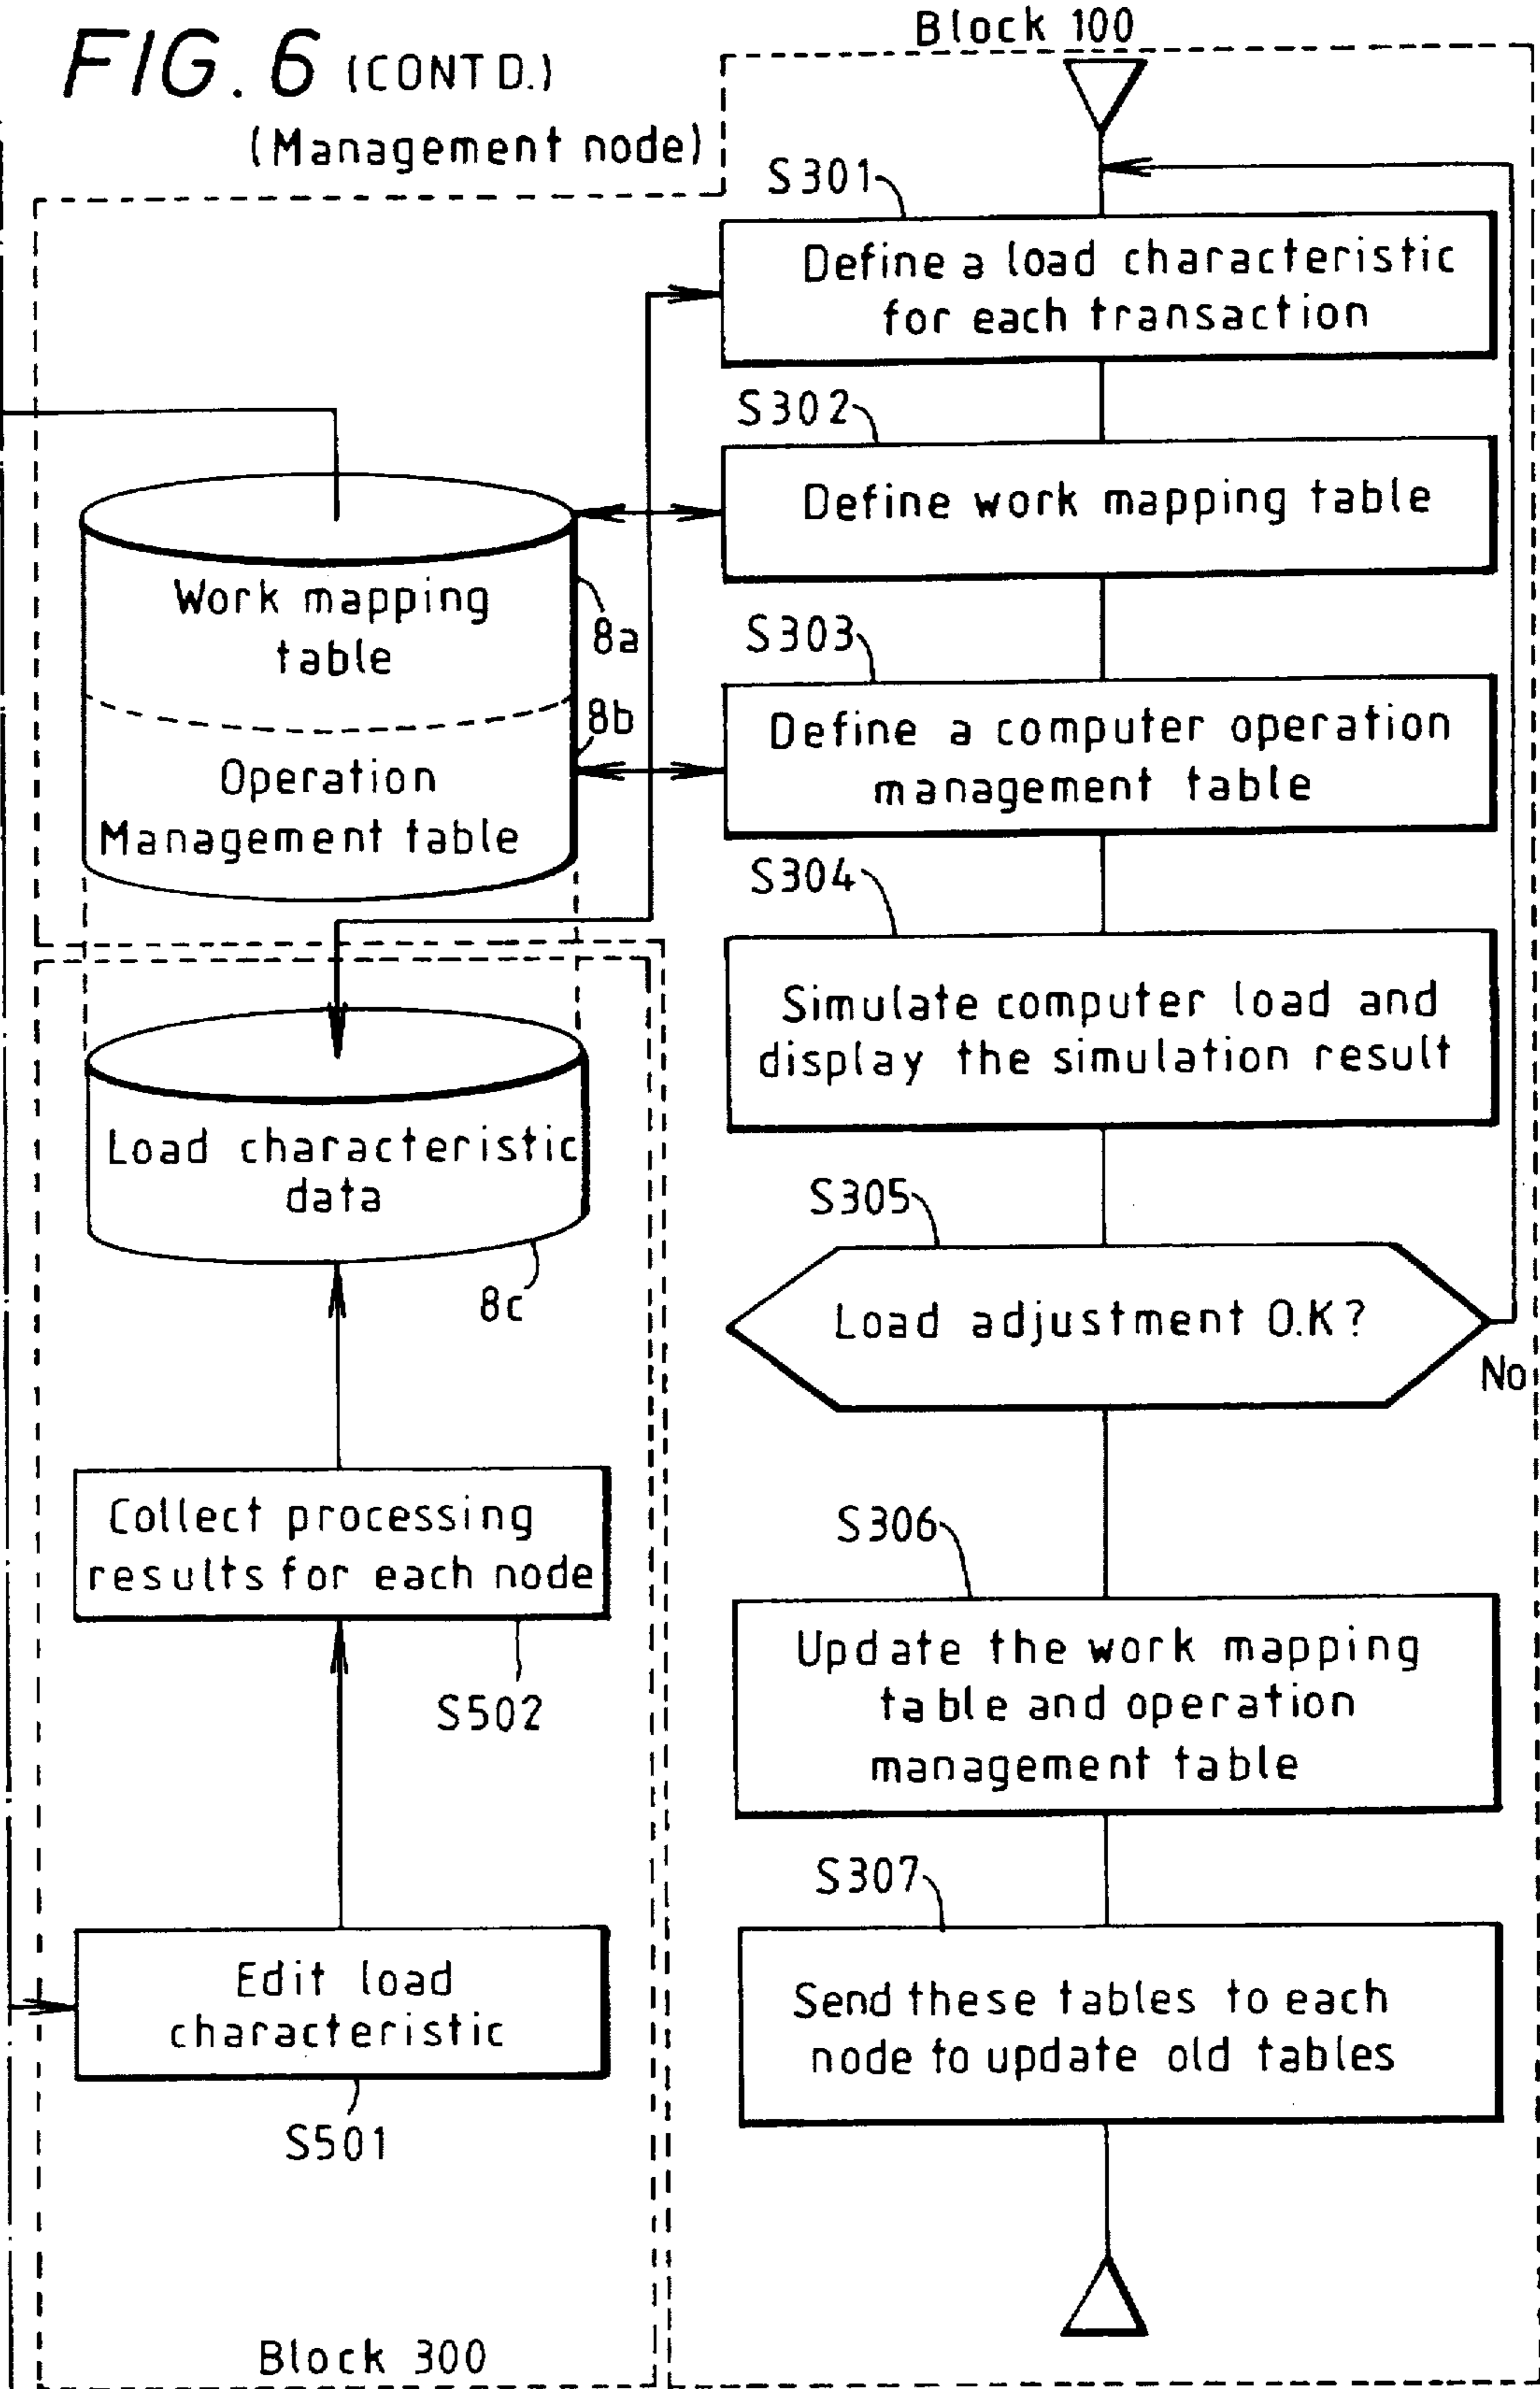 FIG. 6 (CONTD.)
(Management node)
Block 100
S301
Define a load characteristic
for each transaction
S302
Define work mapping table
Work mapping
table
8a
S303
8b
Define a computer operation
management table
Operation
Management table
S304
Simulate computer load and
display the simulation result
Load characteristic
data
8c
S305
Load adjustment O.K?
No
Collect processing
results for each node
S502
S306
Update the work mapping
table and operation
management table
S307
Edit load
characteristic
S501
Send these tables to each
node to update old tables
Block 300